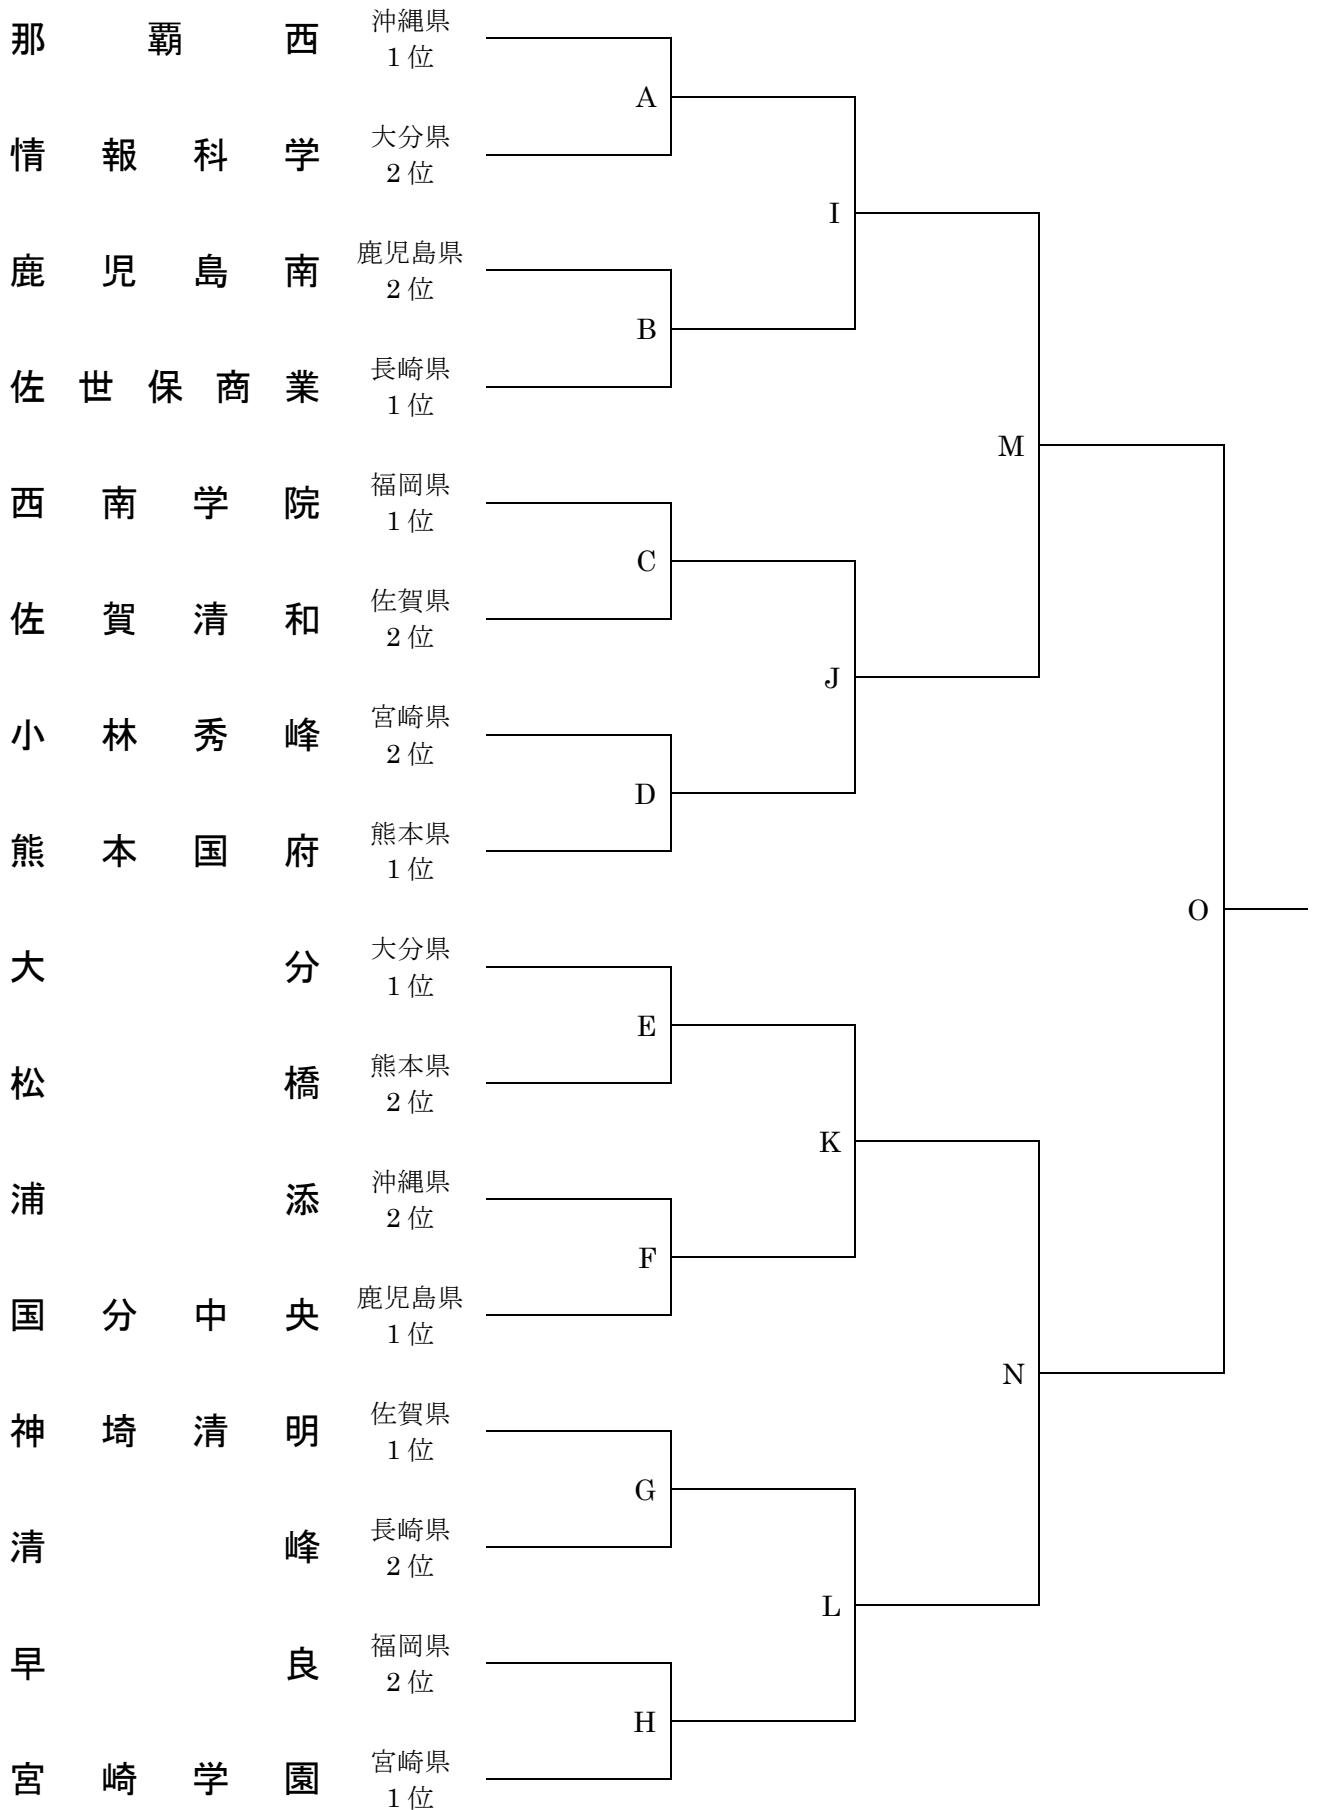 那覇西 沖縄県
1位
A
情報科学 大分県
2位
I
鹿児島南 鹿児島県
2位
B
佐世保商業 長崎県
1位
M
西南学院 福岡県
1位
C
佐賀清和 佐賀県
2位
J
小林秀峰 宮崎県
2位
D
熊本国府 熊本県
1位
O
大分 大分県
1位
E
松橋 熊本県
2位
K
浦添 沖縄県
2位
F
国分中央 鹿児島県
1位
N
神埼清明 佐賀県
1位
G
清峰 長崎県
2位
L
早良 福岡県
2位
H
宮崎学園 宮崎県
1位